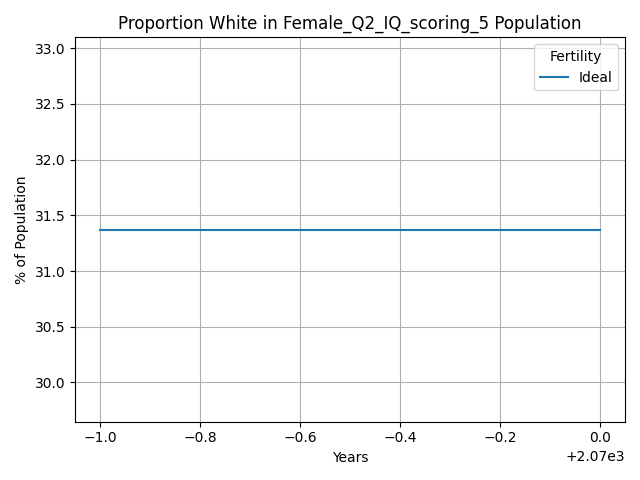 Proportion White in Female_Q2_IQ_scoring_5 Population
Fertility
Ideal
33.0
32.5
32.0
31.5
31.0
30.5
30.0
% of Population
−1.0 −0.8 −0.6 −0.4 −0.2 0.0
Years
+2.07e3